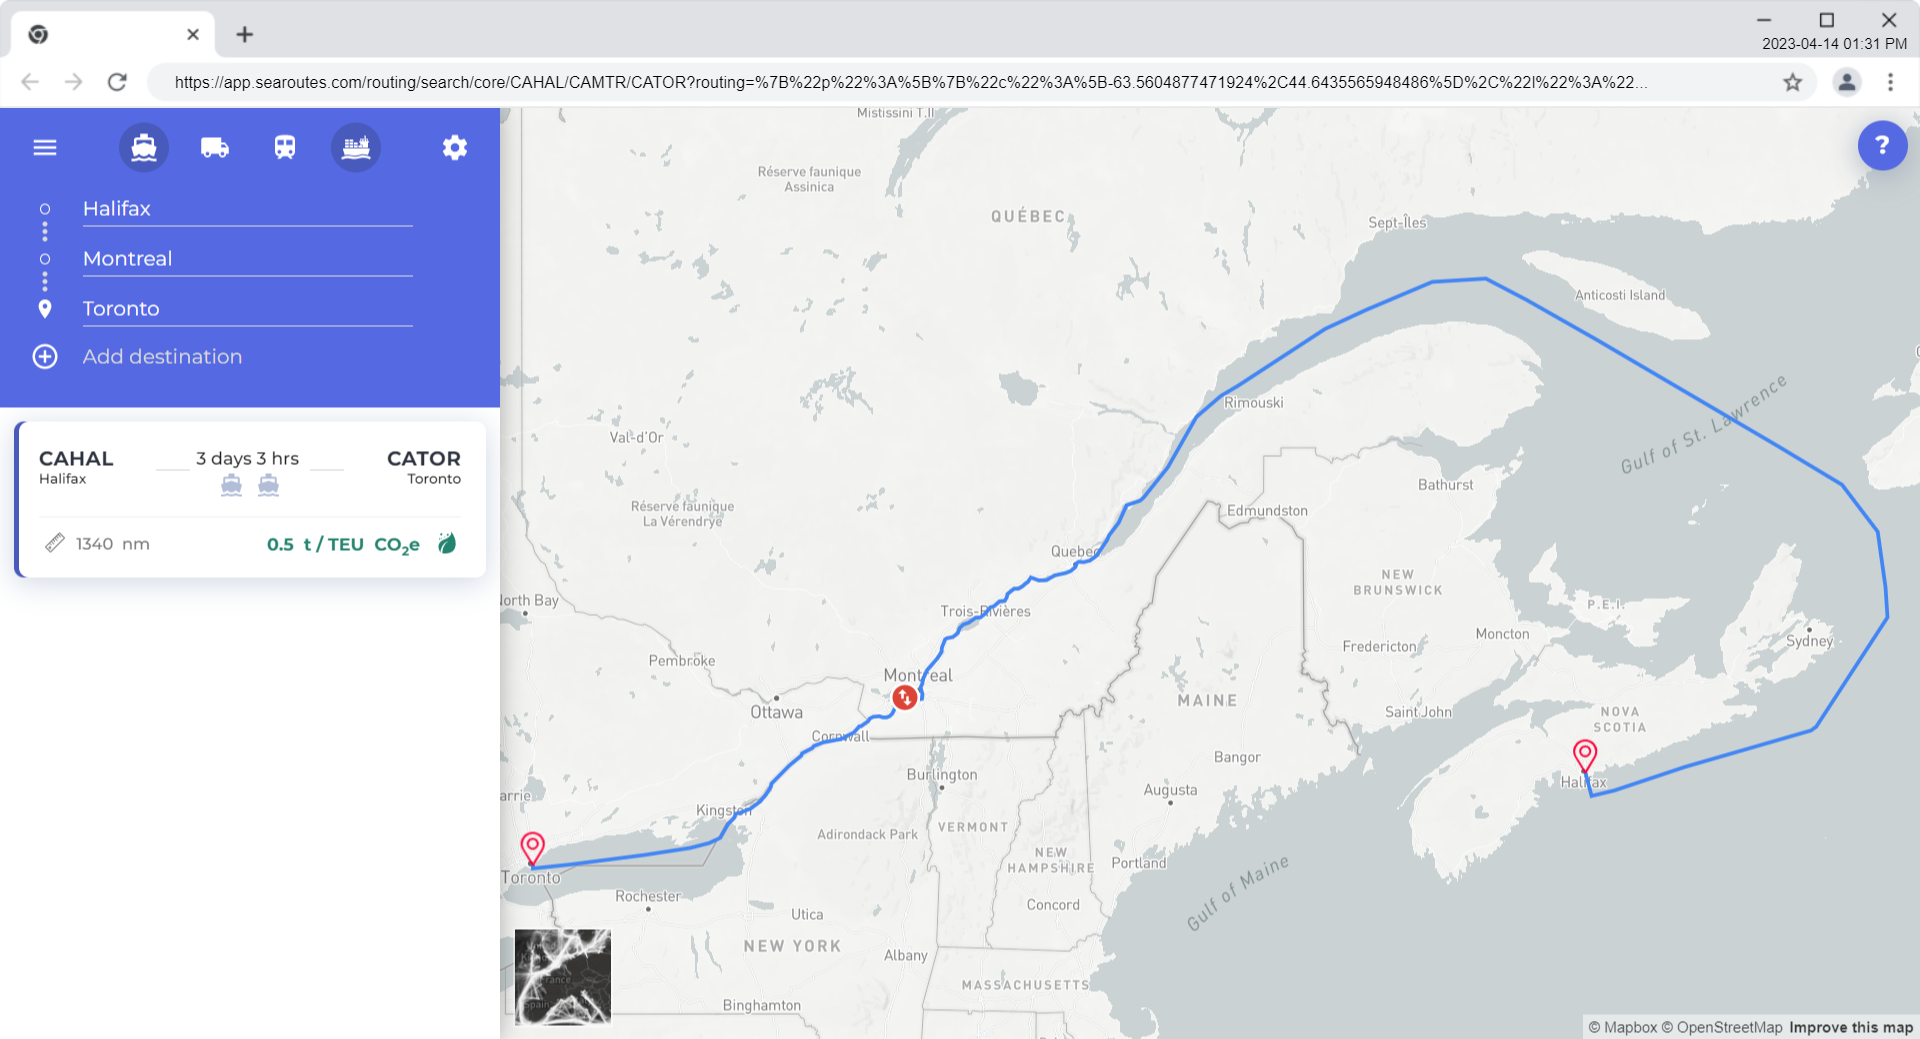 2023-04-14 01:31 PM
https://app.searoutes.com/routing/search/core/CAHAL/CAMTR/CATOR?routing=%7B%22p%22%3A%5B%7B%22c%22%3A%5B-63.5604877471924%2C44.6435565948486%5D%2C%22l%22%3A%22...
Halifax
Montreal
Toronto
Add destination
CAHAL
3 days 3 hrs
CATOR
Halifax
Toronto
1340 nm
0.5 t / TEU CO2e
?
Mistissini T.II
Réserve faunique
Assinica
QUÉBEC
Sept-Îles
Anticosti Island
Rimouski
Gulf of St. Lawrence
Val-d'Or
Bathurst
Réserve faunique
La Vérendrye
Edmundston
Quebec
NEW
BRUNSWICK
orth Bay
Trois-Rivières
P.E.I.
Moncton
Sydney
Fredericton
Pembroke
Montreal
MAINE
Ottawa
Saint John
NOVA
SCOTIA
Cornwall
Bangor
Burlington
Halifax
Augusta
arrie
Kingston
Adirondack Park
VERMONT
NEW
HAMPSHIRE
Portland
Toronto
Gulf of Maine
Rochester
Concord
Utica
NEW YORK
Albany
France
Spain
MASSACHUSETTS
Binghamton
© Mapbox © OpenStreetMap Improve this map